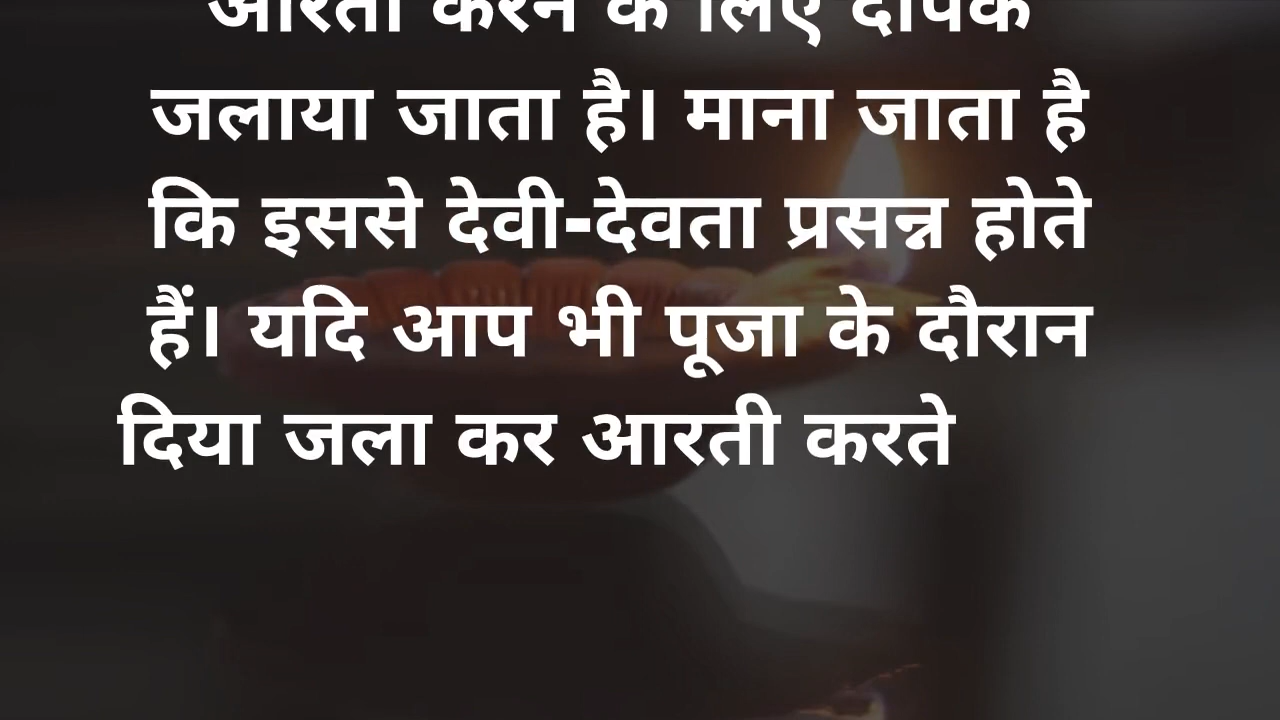 आरती करने के लिए दीपक
जलाया जाता है। माना जाता है
कि इससे देवी-देवता प्रसन्न होते
हैं। यदि आप भी पूजा के दौरान
दिया जला कर आरती करते